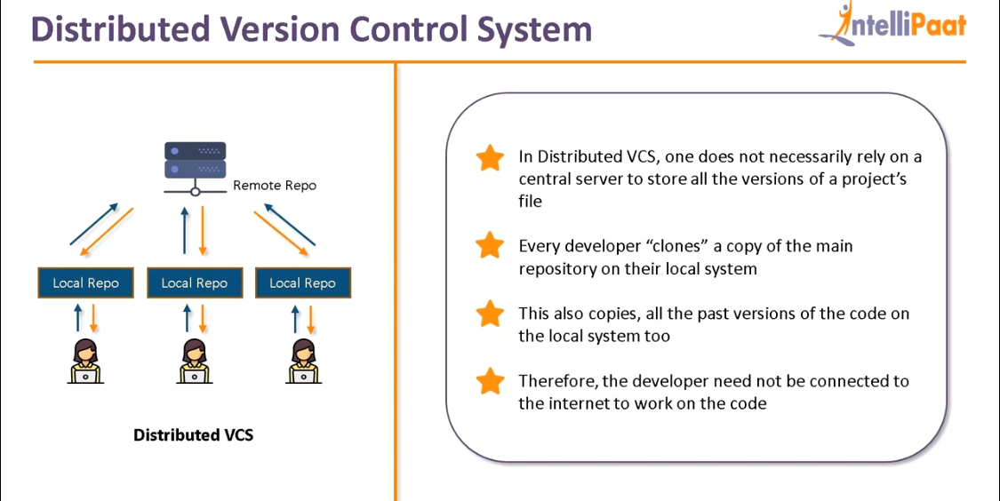 Distributed Version Control System
IntelliPaat
Remote Repo
Local Repo
Local Repo
Local Repo
Distributed VCS
In Distributed VCS, one does not necessarily rely on a
central server to store all the versions of a project's
file
Every developer “clones” a copy of the main
repository on their local system
This also copies, all the past versions of the code on
the local system too
Therefore, the developer need not be connected to
the internet to work on the code